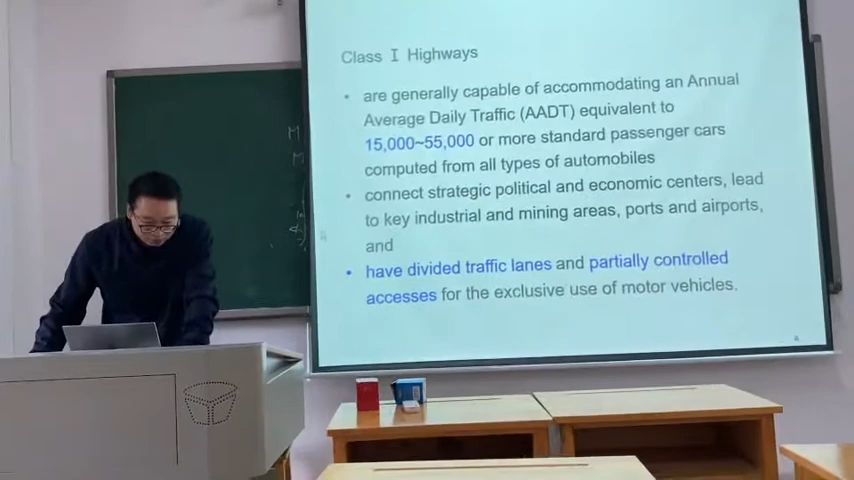 Class I Highways
• are generally capable of accommodating an Annual
Average Daily Traffic (AADT) equivalent to
15,000~55,000 or more standard passenger cars
computed from all types of automobiles,
• connect strategic political and economic centers, lead
to key industrial and mining areas, ports and airports,
and
• have divided traffic lanes and partially controlled
accesses for the exclusive use of motor vehicles.